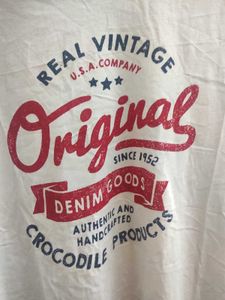 REAL VINTAGE
U.S.A. COMPANY
Original
SINCE 1952
DENIM GOODS
AUTHENTIC AND
HANDCRAFTED
CROCODILE PRODUCTS